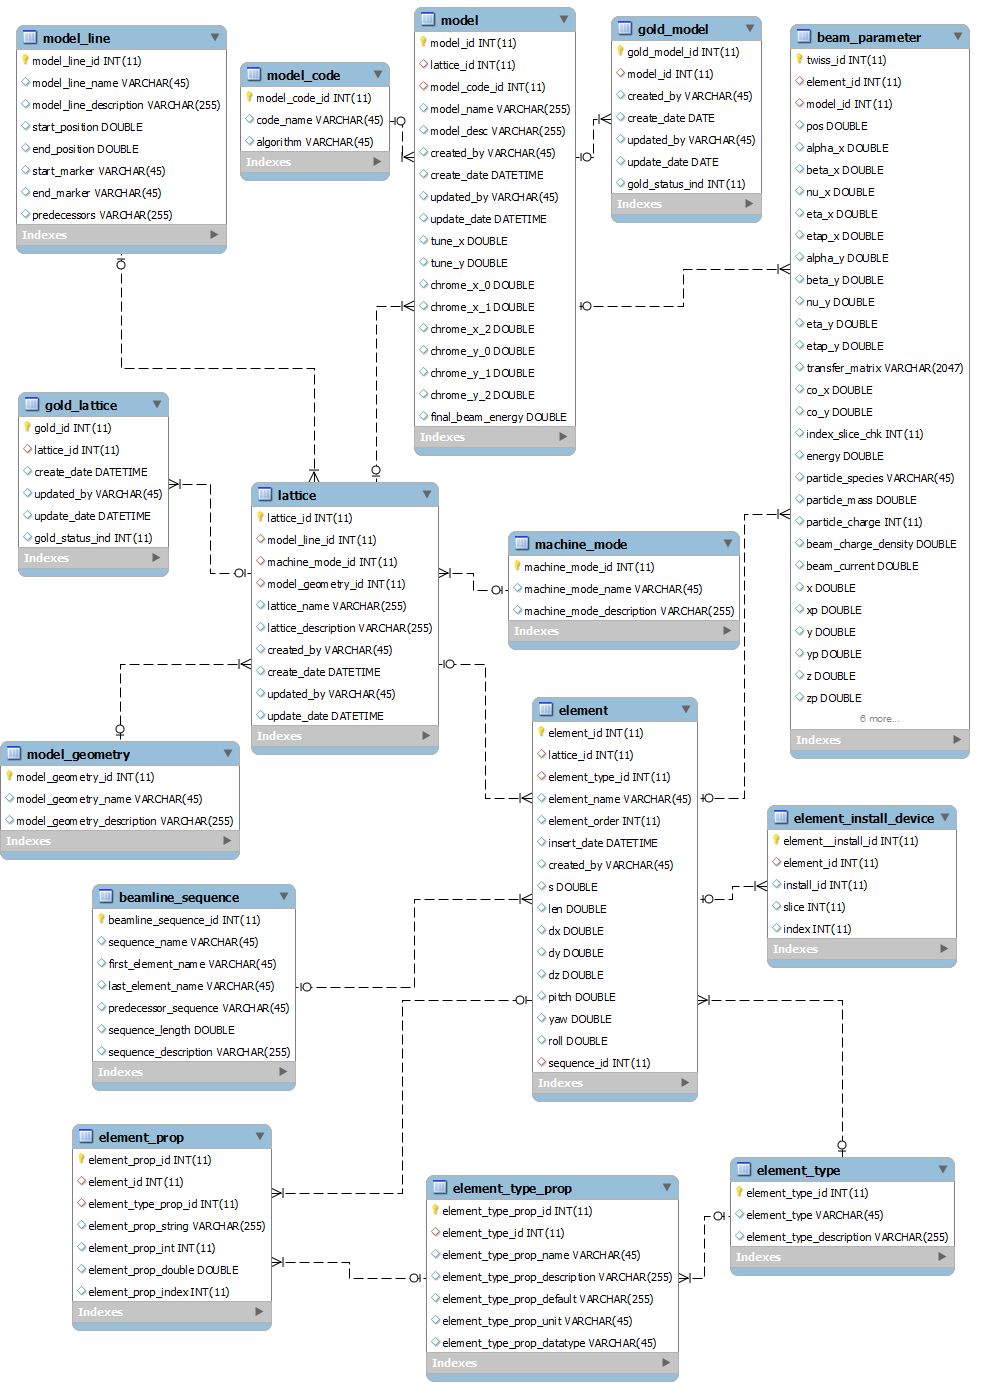 model_line
model_line_id INT(11)
model_line_name VARCHAR(45)
model_line_description VARCHAR(255)
start_position DOUBLE
end_position DOUBLE
start_marker VARCHAR(45)
end_marker VARCHAR(45)
predecessors VARCHAR(255)
Indexes
model_code
model_code_id INT(11)
code_name VARCHAR(45)
algorithm VARCHAR(45)
Indexes
model
model_id INT(11)
lattice_id INT(11)
model_code_id INT(11)
model_name VARCHAR(255)
model_desc VARCHAR(255)
created_by VARCHAR(45)
create_date DATETIME
updated_by VARCHAR(45)
update_date DATETIME
tune_x DOUBLE
tune_y DOUBLE
chrome_x_0 DOUBLE
chrome_x_1 DOUBLE
chrome_x_2 DOUBLE
chrome_y_0 DOUBLE
chrome_y_1 DOUBLE
chrome_y_2 DOUBLE
final_beam_energy DOUBLE
Indexes
gold_model
gold_model_id INT(11)
model_id INT(11)
created_by VARCHAR(45)
create_date DATE
updated_by VARCHAR(45)
update_date DATE
gold_status_ind INT(11)
Indexes
beam_parameter
twiss_id INT(11)
element_id INT(11)
model_id INT(11)
pos DOUBLE
alpha_x DOUBLE
beta_x DOUBLE
nu_x DOUBLE
eta_x DOUBLE
etap_x DOUBLE
alpha_y DOUBLE
beta_y DOUBLE
nu_y DOUBLE
eta_y DOUBLE
etap_y DOUBLE
transfer_matrix VARCHAR(2047)
co_x DOUBLE
co_y DOUBLE
index_slice_chk INT(11)
energy DOUBLE
particle_species VARCHAR(45)
particle_mass DOUBLE
particle_charge INT(11)
beam_charge_density DOUBLE
beam_current DOUBLE
x DOUBLE
xp DOUBLE
y DOUBLE
yp DOUBLE
z DOUBLE
zp DOUBLE
6 more...
Indexes
gold_lattice
gold_id INT(11)
lattice_id INT(11)
create_date DATETIME
updated_by VARCHAR(45)
update_date DATETIME
gold_status_ind INT(11)
Indexes
lattice
lattice_id INT(11)
model_line_id INT(11)
machine_mode_id INT(11)
model_geometry_id INT(11)
lattice_name VARCHAR(255)
lattice_description VARCHAR(255)
created_by VARCHAR(45)
create_date DATETIME
updated_by VARCHAR(45)
update_date DATETIME
Indexes
machine_mode
machine_mode_id INT(11)
machine_mode_name VARCHAR(45)
machine_mode_description VARCHAR(255)
Indexes
model_geometry
model_geometry_id INT(11)
model_geometry_name VARCHAR(45)
model_geometry_description VARCHAR(255)
Indexes
element
element_id INT(11)
lattice_id INT(11)
element_type_id INT(11)
element_name VARCHAR(45)
element_order INT(11)
insert_date DATETIME
created_by VARCHAR(45)
s DOUBLE
len DOUBLE
dx DOUBLE
dy DOUBLE
dz DOUBLE
pitch DOUBLE
yaw DOUBLE
roll DOUBLE
sequence_id INT(11)
Indexes
element_install_device
element__install_id INT(11)
element_id INT(11)
install_id INT(11)
slice INT(11)
index INT(11)
Indexes
beamline_sequence
beamline_sequence_id INT(11)
sequence_name VARCHAR(45)
first_element_name VARCHAR(45)
last_element_name VARCHAR(45)
predecessor_sequence VARCHAR(45)
sequence_length DOUBLE
sequence_description VARCHAR(255)
Indexes
element_prop
element_prop_id INT(11)
element_id INT(11)
element_type_prop_id INT(11)
element_prop_string VARCHAR(255)
element_prop_int INT(11)
element_prop_double DOUBLE
element_prop_index INT(11)
Indexes
element_type_prop
element_type_prop_id INT(11)
element_type_id INT(11)
element_type_prop_name VARCHAR(45)
element_type_prop_description VARCHAR(255)
element_type_prop_default VARCHAR(255)
element_type_prop_unit VARCHAR(45)
element_type_prop_datatype VARCHAR(45)
Indexes
element_type
element_type_id INT(11)
element_type VARCHAR(45)
element_type_description VARCHAR(255)
Indexes